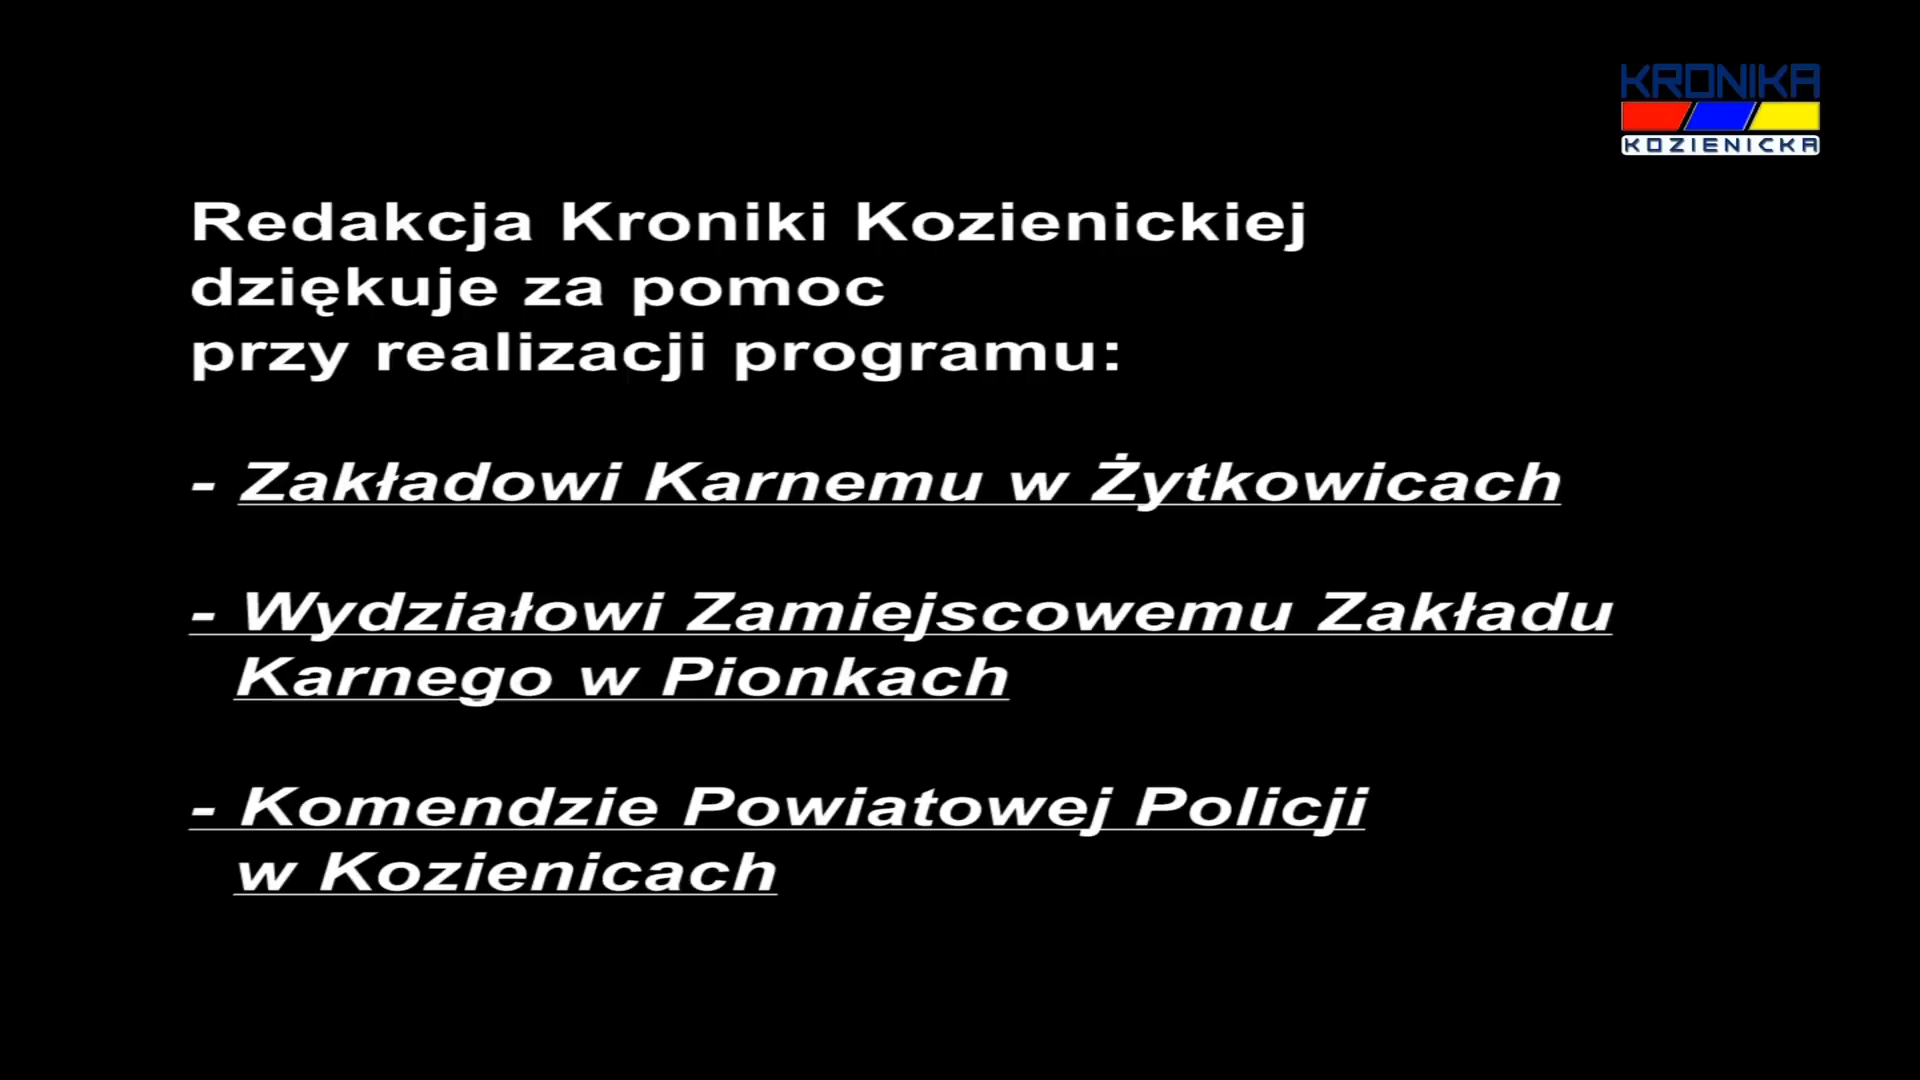 KRONIKA
KOZIENICKA
Redakcja Kroniki Kozienickiej
dziękuje za pomoc
przy realizacji programu:
- Zakładowi Karnemu w Żytkowicach
- Wydziałowi Zamiejscowemu Zakładu
Karnego w Pionkach
- Komendzie Powiatowej Policji
w Kozienicach